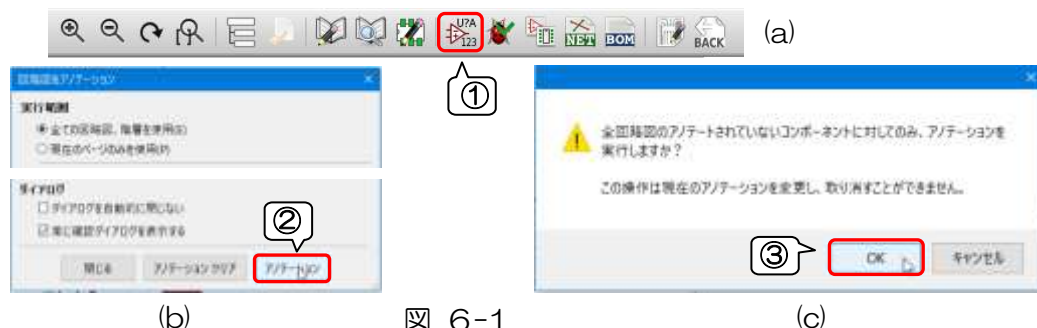 U?A
123
NET
BOM
BACK
(a)
①
回路図をアノテーション
実行範囲
全ての回路図、階層を使用(S)
現在のページのみを使用(P)
ダイアログ
ダイアログを自動的に閉じない
常に確認ダイアログを表示する
②
閉じる
アノテーション クリア
アノテーション
全回路図のアノテートされていないコンポーネントに対してのみ、アノテーションを
実行しますか？
この操作は現在のアノテーションを変更し、取り消すことができません。
③
OK
キャンセル
(b)
図 6-1
(c)